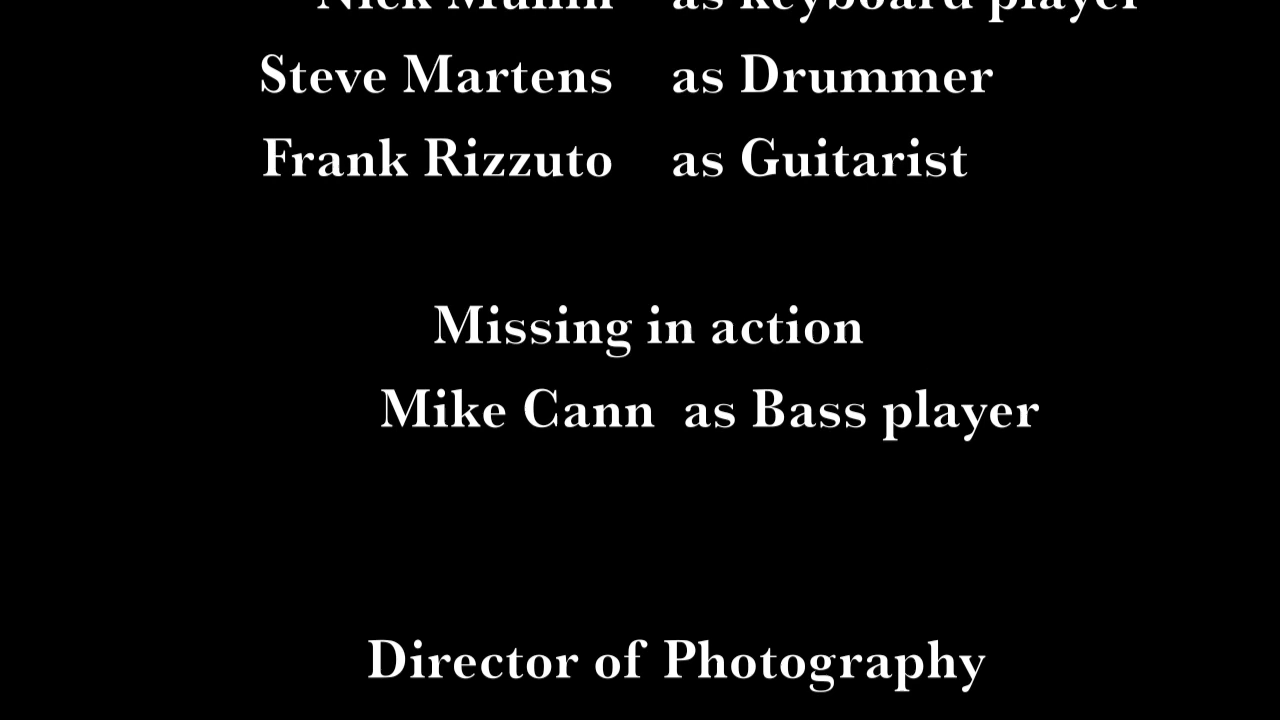 Nick Mullin as keyboard player
Steve Martens as Drummer
Frank Rizzuto as Guitarist
Missing in action
Mike Cann as Bass player
Director of Photography